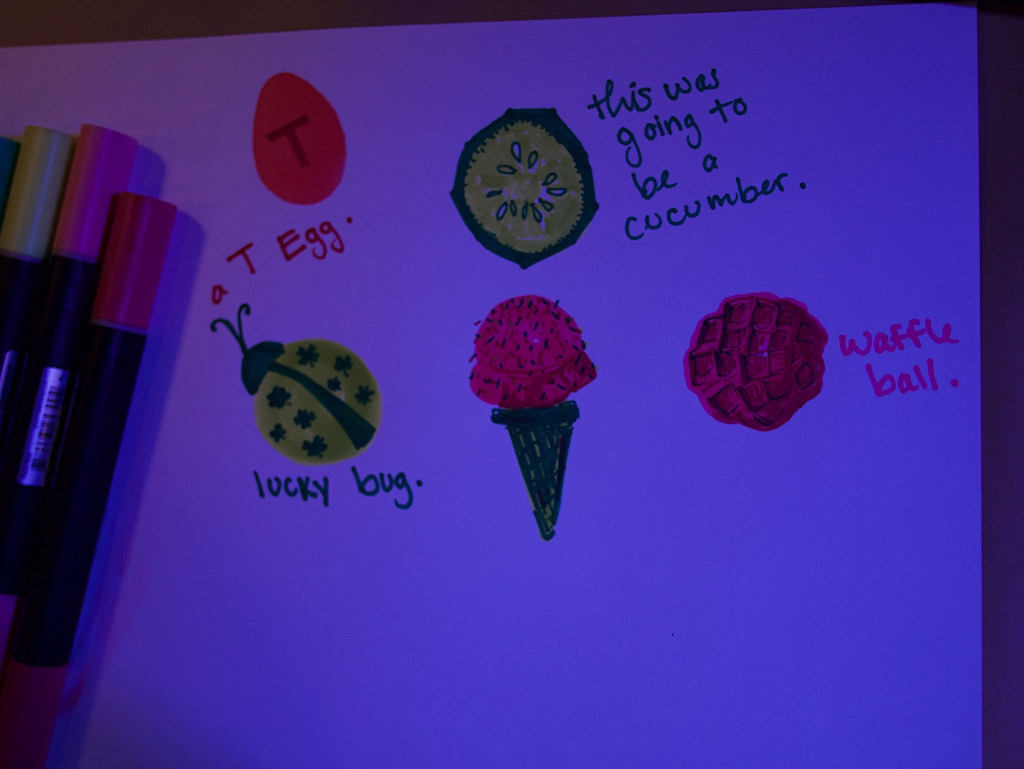 T
a T Egg.
this was
going to
be a
cucumber.
lucky bug.
waffle
ball.